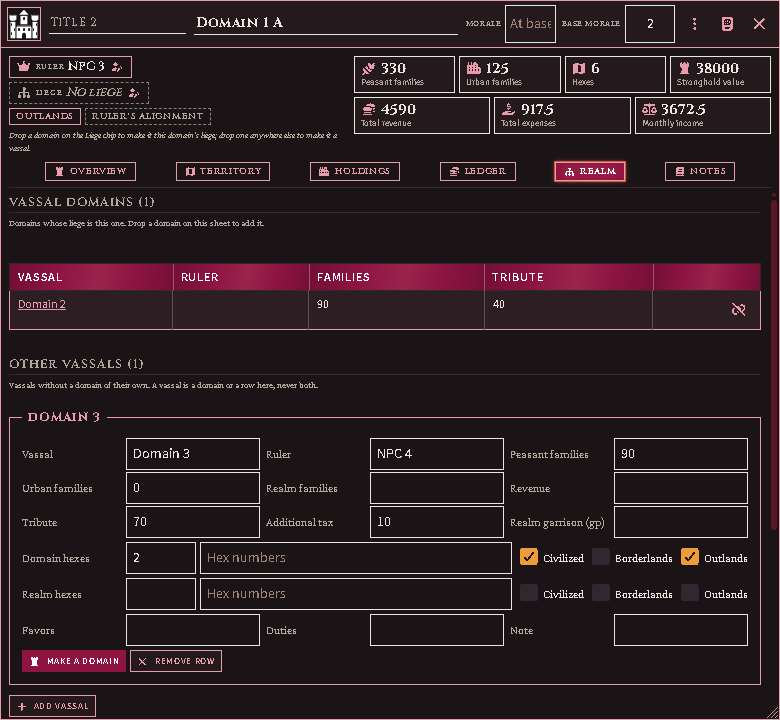 TITLE 2
DOMAIN 1 A
MORALE At base BASE MORALE 2
RULER NPC 3
LIEGE NO LIEGE
OUTLANDS RULER'S ALIGNMENT
Drop a domain on the Liege chip to make it this domain's liege; drop one anywhere else to make it a
vassal.
330
Peasant families
125
Urban families
6
Hexes
38000
Stronghold value
4590
Total revenue
917.5
Total expenses
3672.5
Monthly income
OVERVIEW TERRITORY HOLDINGS LEDGER REALM NOTES
VASSAL DOMAINS (1)
Domains whose liege is this one. Drop a domain on this sheet to add it.
VASSAL RULER FAMILIES TRIBUTE
Domain 2 90 40
OTHER VASSALS (1)
Vassals without a domain of their own. A vassal is a domain or a row here, never both.
DOMAIN 3
Vassal Domain 3 Ruler NPC 4 Peasant families 90
Urban families 0 Realm families Revenue
Tribute 70 Additional tax 10 Realm garrison (gp)
Domain hexes 2 Hex numbers Civilized Borderlands Outlands
Realm hexes Hex numbers Civilized Borderlands Outlands
Favors Duties Note
MAKE A DOMAIN REMOVE ROW
ADD VASSAL